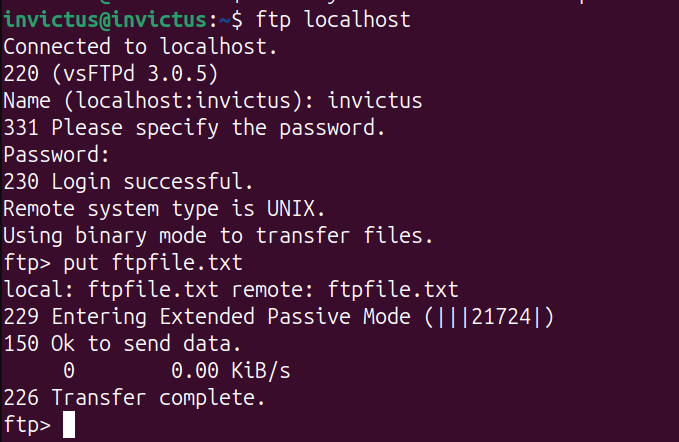 invictus@invictus:~$ ftp localhost
Connected to localhost.
220 (vsFTPd 3.0.5)
Name (localhost:invictus): invictus
331 Please specify the password.
Password:
230 Login successful.
Remote system type is UNIX.
Using binary mode to transfer files.
ftp> put ftpfile.txt
local: ftpfile.txt remote: ftpfile.txt
229 Entering Extended Passive Mode (|||21724|)
150 Ok to send data.
     0        0.00 KiB/s
226 Transfer complete.
ftp>